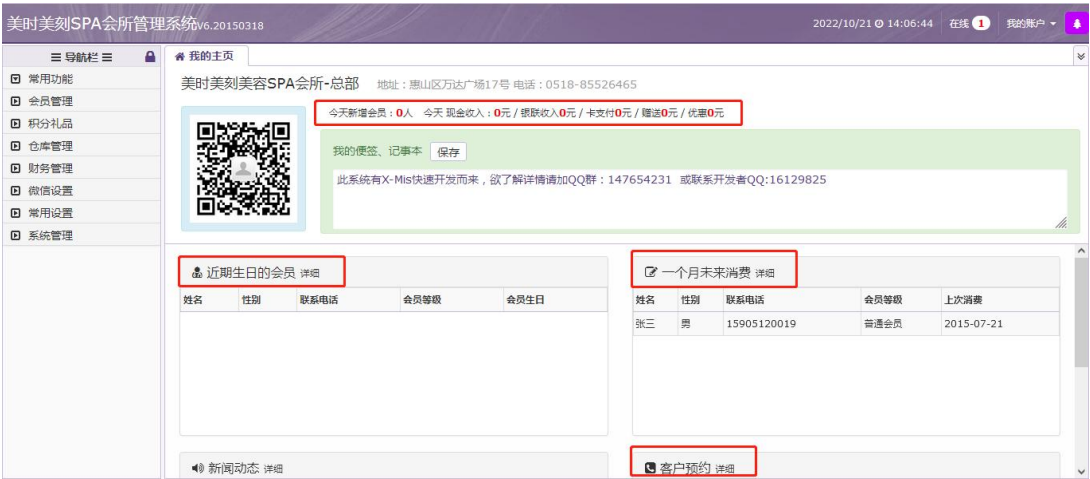 美时美刻SPA会所管理系统V6.20150318 2022/10/21 14:06:44 在线 1 我的账户
导航栏 我的主页
常用功能
会员管理
积分礼品
仓库管理
财务管理
微信设置
常用设置
系统管理
美时美刻美容SPA会所-总部 地址：惠山区万达广场17号 电话：0518-85526465
今天新增会员：0人 今天 现金收入：0元 / 银联收入0元 / 卡支付0元 / 赠送0元 / 优惠0元
我的便签、记事本 保存
此系统有X-Mis快速开发而来，欲了解详情请加QQ群：147654231 或联系开发者QQ:16129825
近期生日的会员 详细
姓名 性别 联系电话 会员等级 会员生日
一个月未来消费 详细
姓名 性别 联系电话 会员等级 上次消费
张三 男 15905120019 普通会员 2015-07-21
新闻动态 详细
客户预约 详细